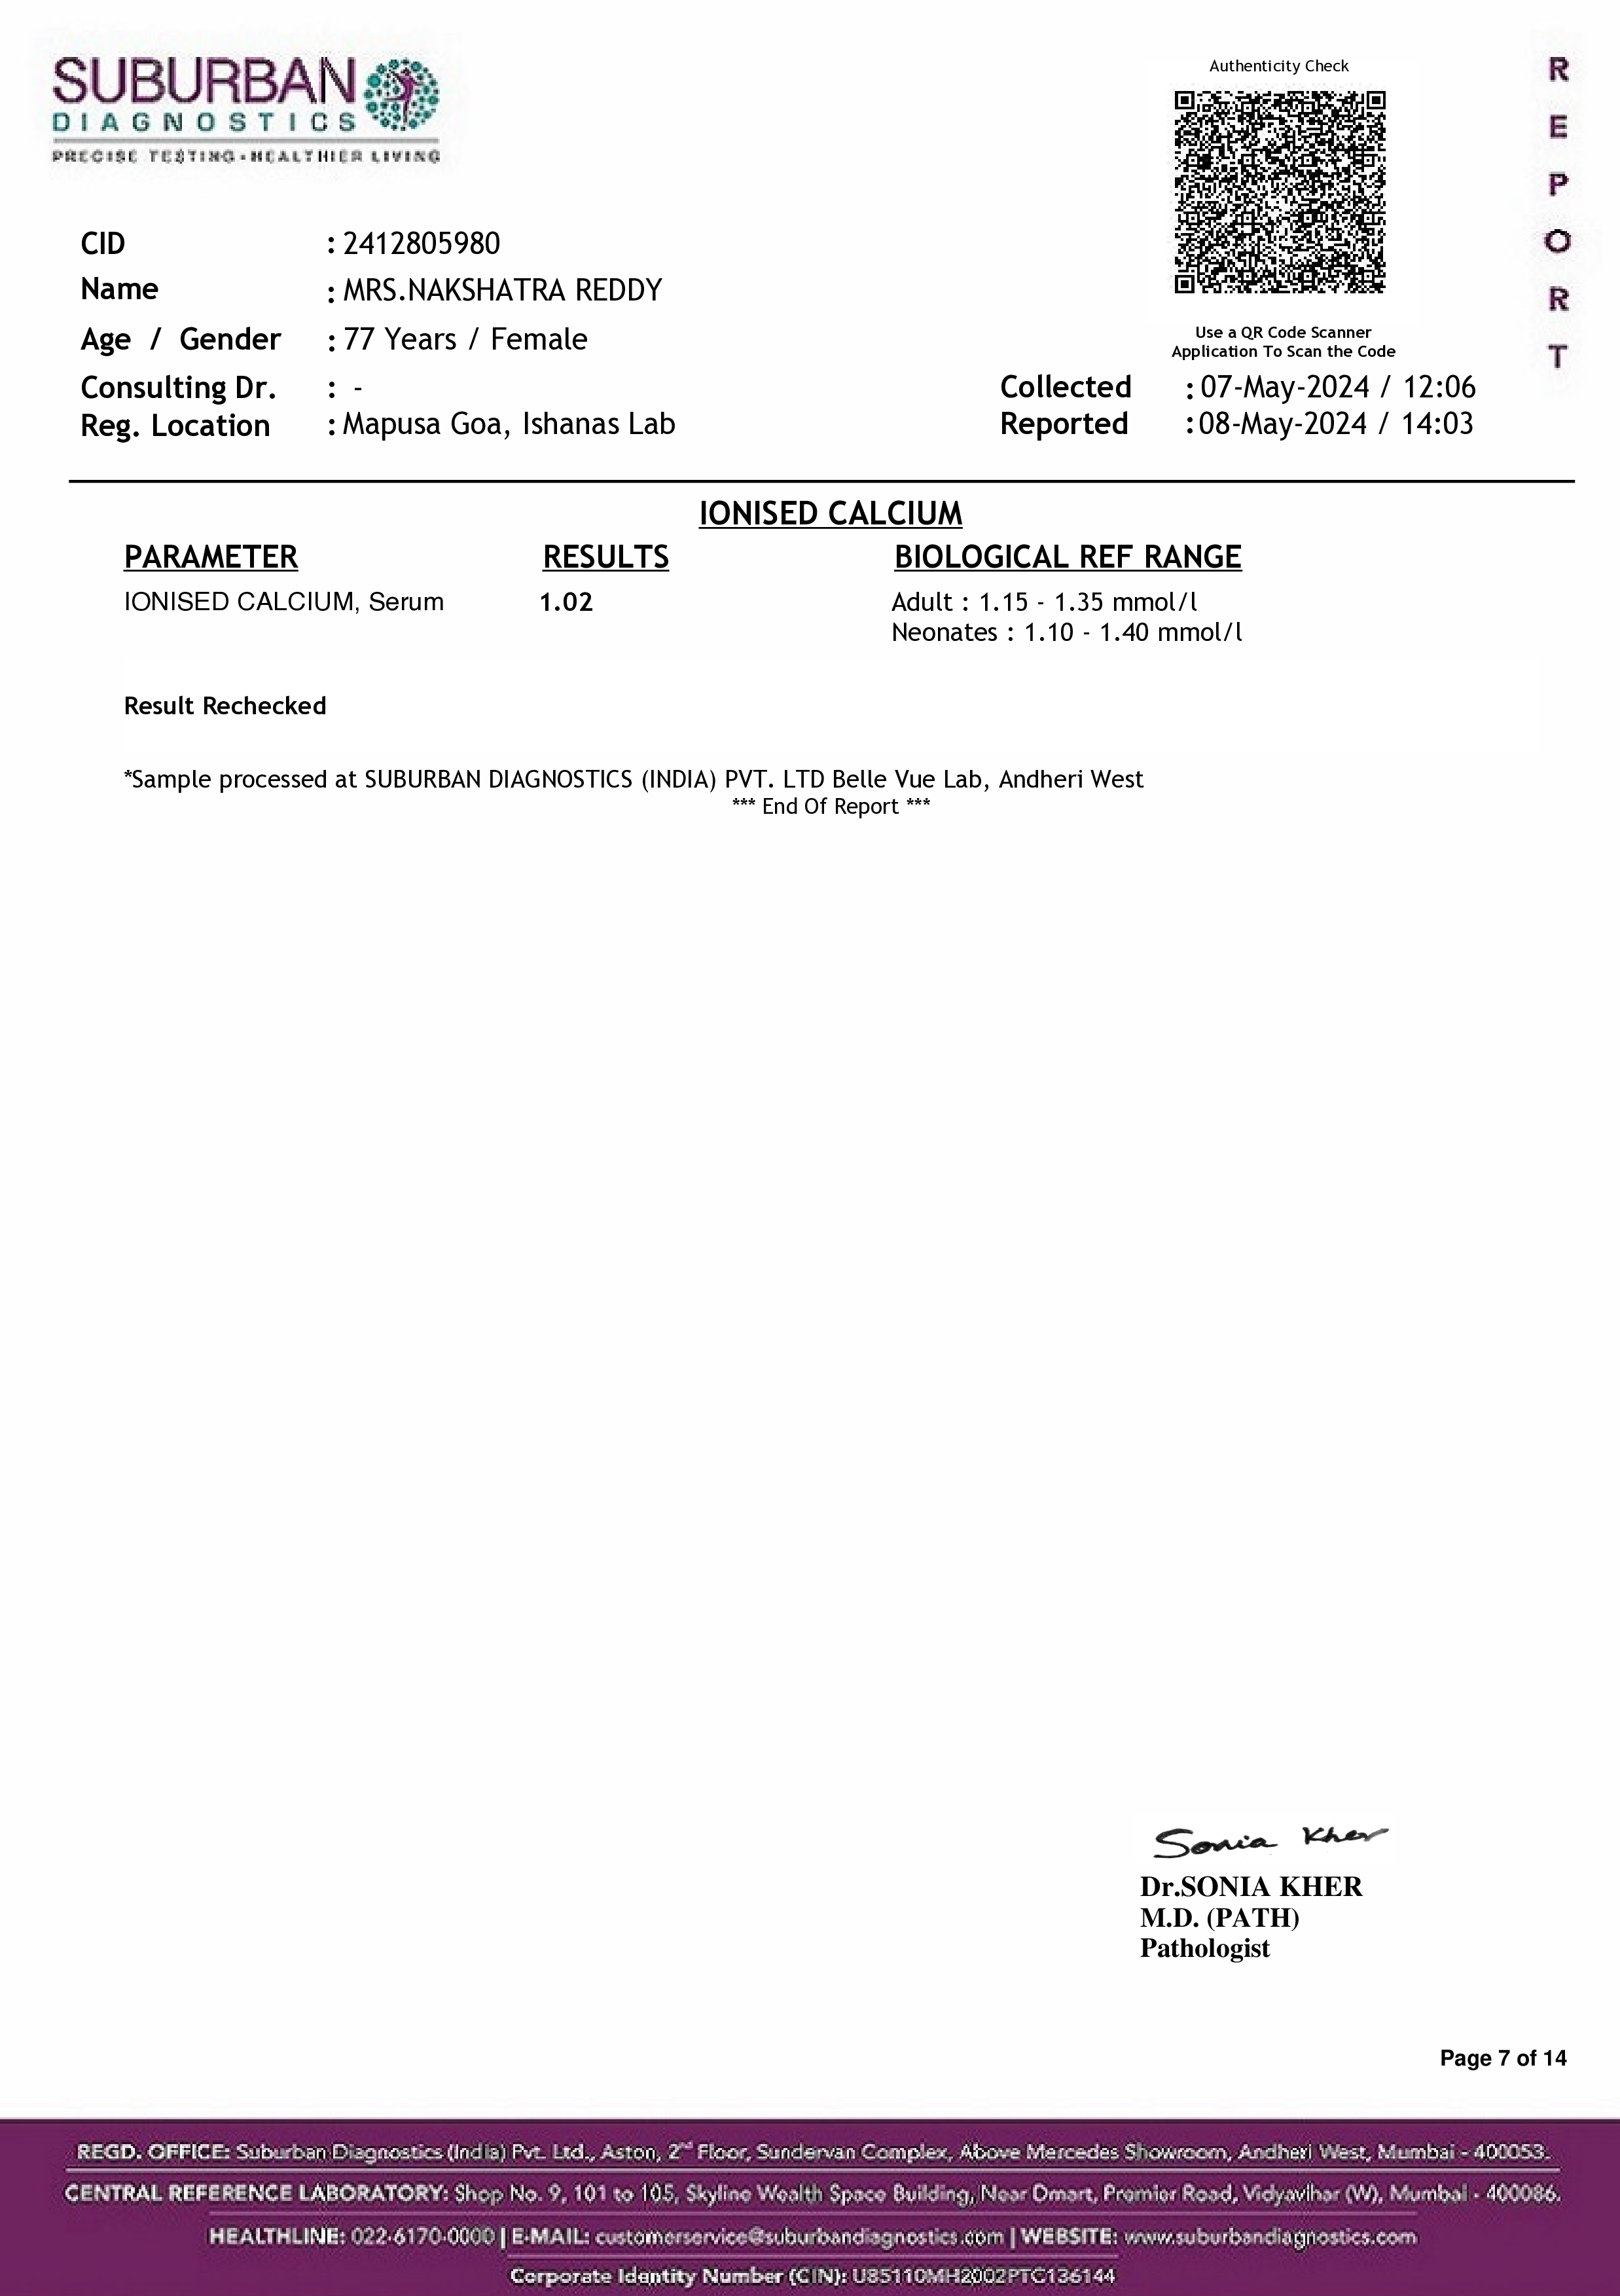 SUBURBAN
DIAGNOSTICS
PRECISE TESTING-HEALTHIER LIVING
Authenticity Check
R
E
P
O
R
T
Use a QR Code Scanner
Application To Scan the Code
CID : 2412805980
Name : MRS.NAKSHATRA REDDY
Age / Gender : 77 Years / Female
Consulting Dr. : -
Reg. Location : Mapusa Goa, Ishanas Lab
Collected : 07-May-2024 / 12:06
Reported : 08-May-2024 / 14:03
IONISED CALCIUM
PARAMETER RESULTS BIOLOGICAL REF RANGE
IONISED CALCIUM, Serum 1.02 Adult : 1.15 - 1.35 mmol/l
Neonates : 1.10 - 1.40 mmol/l
Result Rechecked
*Sample processed at SUBURBAN DIAGNOSTICS (INDIA) PVT. LTD Belle Vue Lab, Andheri West
*** End Of Report ***
Sonia Kher
Dr.SONIA KHER
M.D. (PATH)
Pathologist
Page 7 of 14
REGD. OFFICE: Suburban Diagnostics (India) Pvt. Ltd., Aston, 2nd Floor, Sundervan Complex, Above Mercedes Showroom, Andheri West, Mumbai - 400053.
CENTRAL REFERENCE LABORATORY: Shop No. 9, 101 to 105, Skyline Wealth Space Building, Near Dmart, Premier Road, Vidyavihar (W), Mumbai - 400086.
HEALTHLINE: 022-6170-0000 | E-MAIL: customerservice@suburbandiagnostics.com | WEBSITE: www.suburbandiagnostics.com
Corporate Identity Number (CIN): U85110MH2002PTC136144